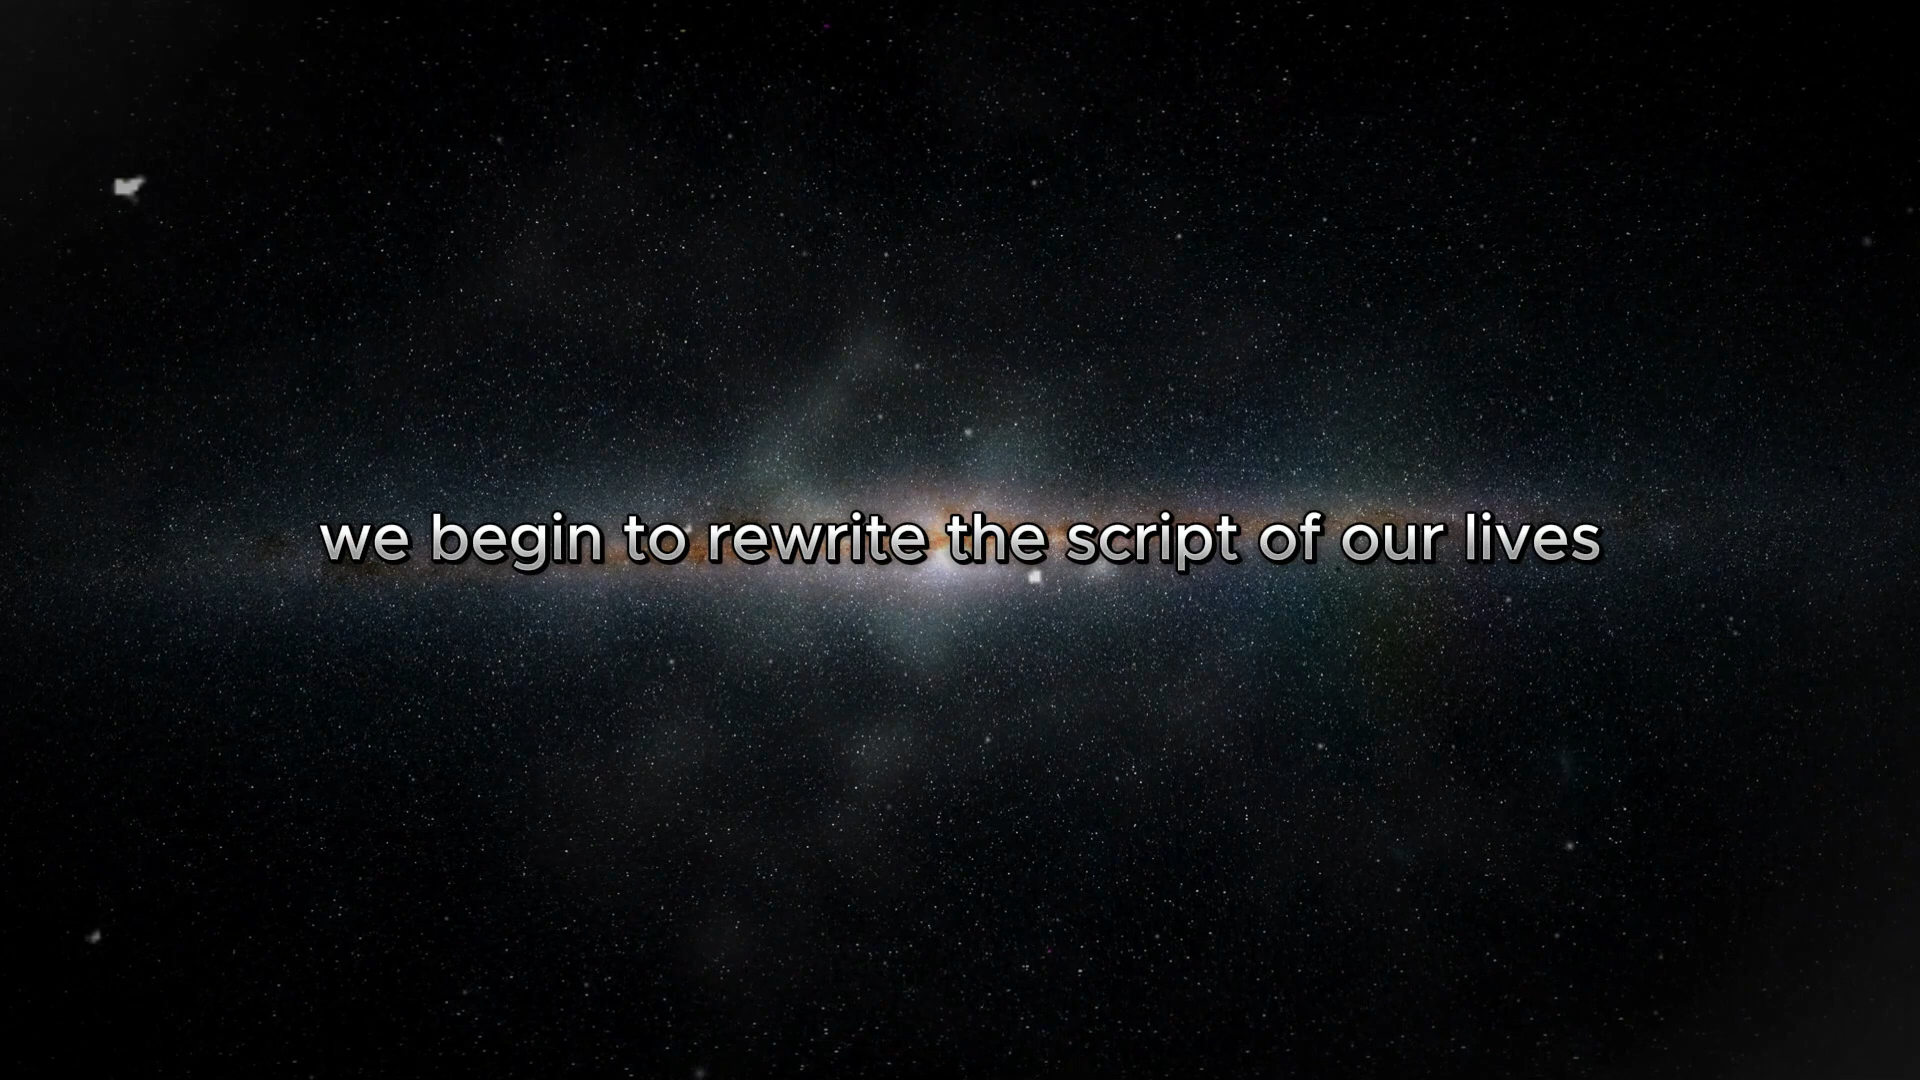 we begin to rewrite the script of our lives